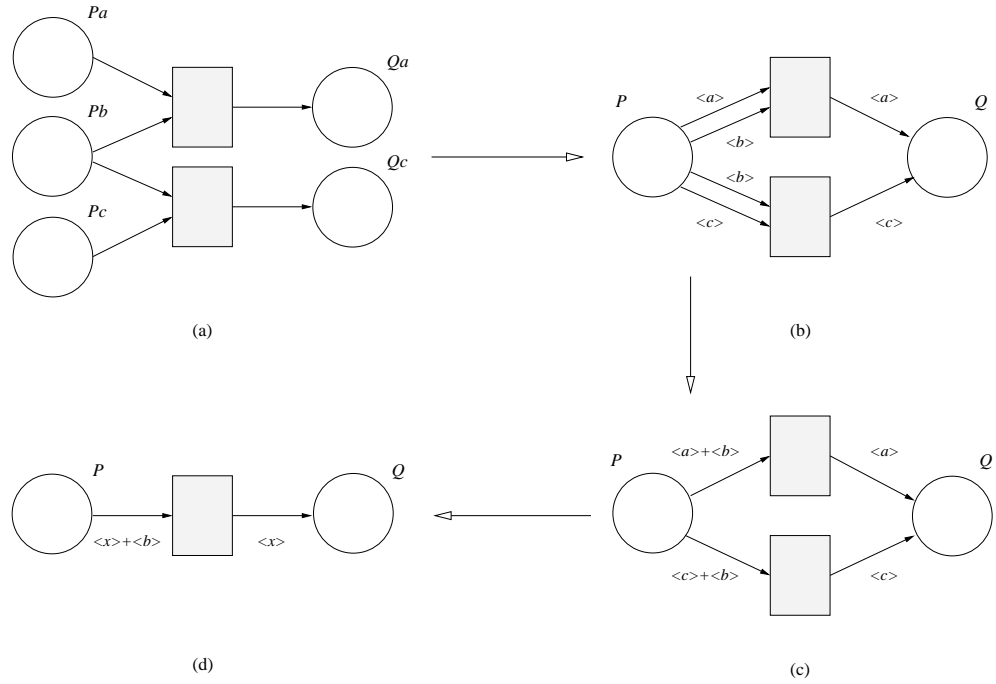 Pa
Pb
Pc
Qa
Qc
(a)
P
<a>
<b>
<b>
<c>
<a>
<c>
Q
(b)
P
<x>+<b>
<x>
Q
(d)
P
<a>+<b>
<c>+<b>
<a>
<c>
Q
(c)